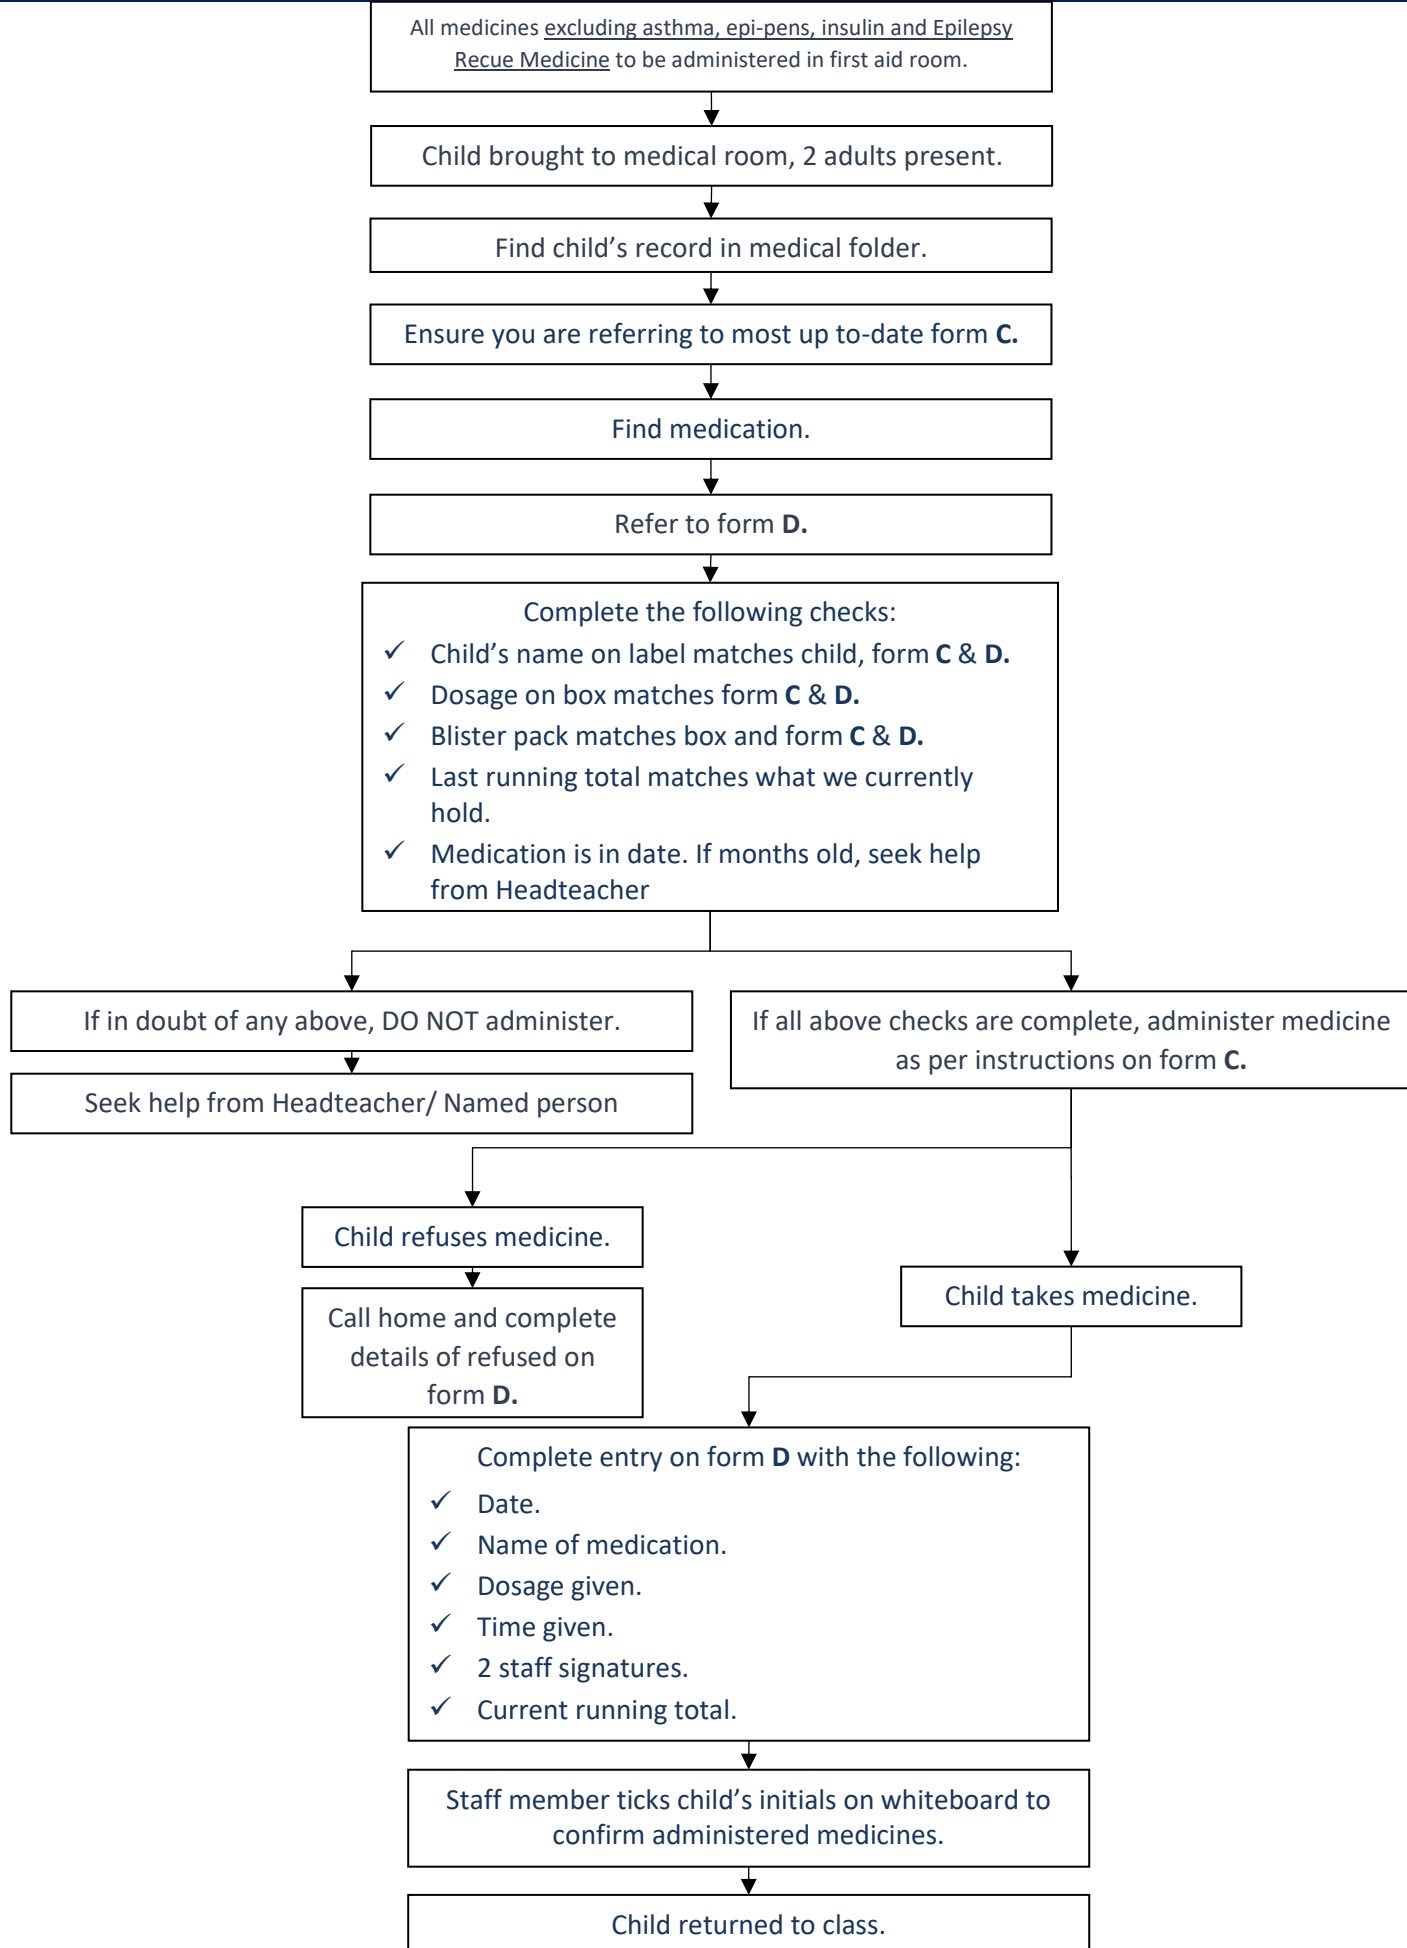 All medicines excluding asthma, epi-pens, insulin and Epilepsy
Recue Medicine to be administered in first aid room.
Child brought to medical room, 2 adults present.
Find child’s record in medical folder.
Ensure you are referring to most up to-date form C.
Find medication.
Refer to form D.
Complete the following checks:
✓ Child’s name on label matches child, form C & D.
✓ Dosage on box matches form C & D.
✓ Blister pack matches box and form C & D.
✓ Last running total matches what we currently
hold.
✓ Medication is in date. If months old, seek help
from Headteacher
If in doubt of any above, DO NOT administer.
Seek help from Headteacher/ Named person
If all above checks are complete, administer medicine
as per instructions on form C.
Child refuses medicine.
Call home and complete
details of refused on
form D.
Child takes medicine.
Complete entry on form D with the following:
✓ Date.
✓ Name of medication.
✓ Dosage given.
✓ Time given.
✓ 2 staff signatures.
✓ Current running total.
Staff member ticks child’s initials on whiteboard to
confirm administered medicines.
Child returned to class.